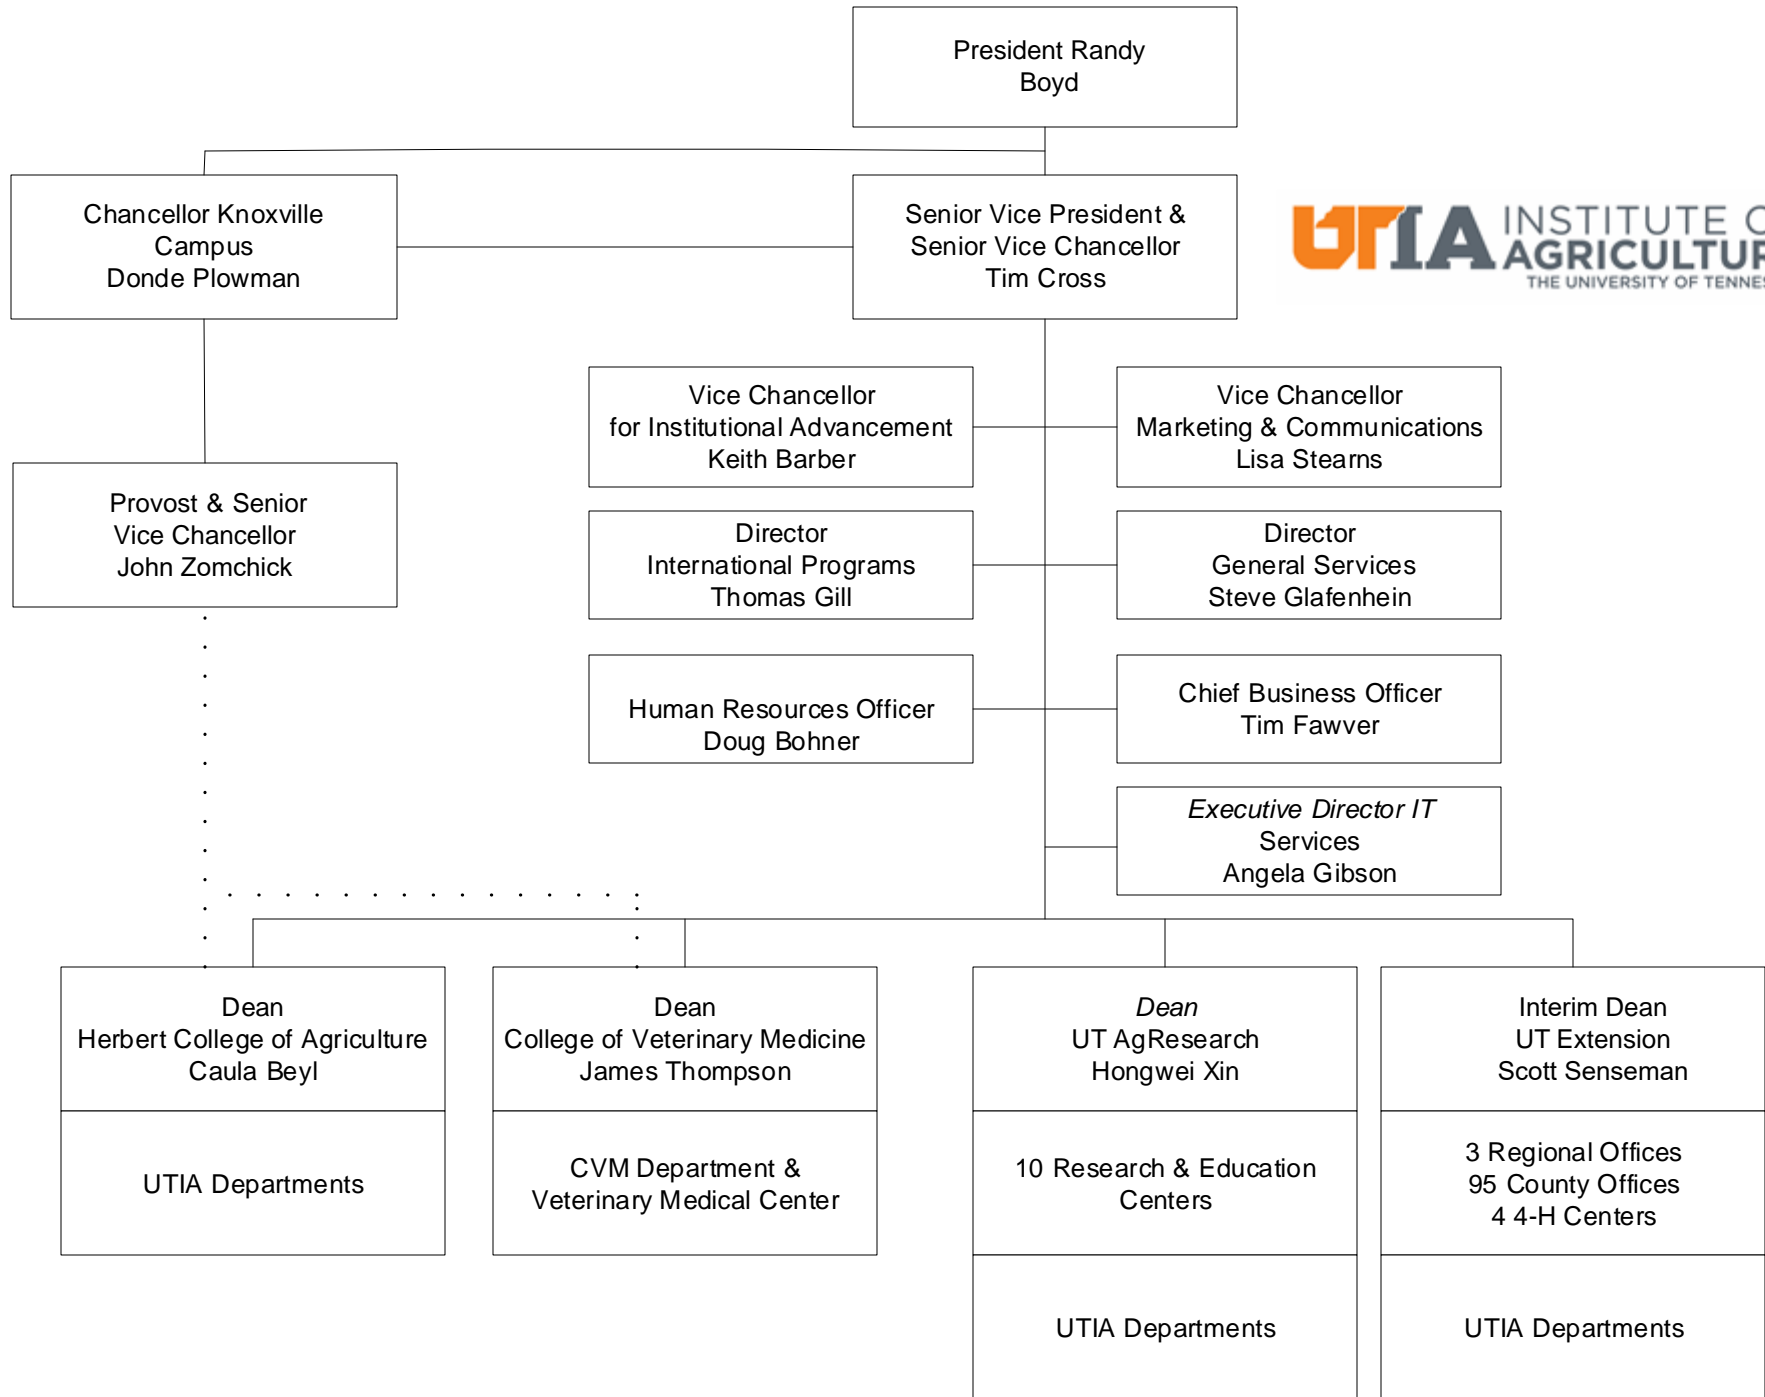 President Randy
Boyd
Chancellor Knoxville
Campus
Donde Plowman
Senior Vice President &
Senior Vice Chancellor
Tim Cross
UTIA INSTITUTE O
AGRICULTUR
THE UNIVERSITY OF TENNES
Vice Chancellor
for Institutional Advancement
Keith Barber
Vice Chancellor
Marketing & Communications
Lisa Stearns
Provost & Senior
Vice Chancellor
John Zomchick
Director
International Programs
Thomas Gill
Director
General Services
Steve Glafenhein
Human Resources Officer
Doug Bohner
Chief Business Officer
Tim Fawver
Executive Director IT
Services
Angela Gibson
Dean
Herbert College of Agriculture
Caula Beyl
UTIA Departments
Dean
College of Veterinary Medicine
James Thompson
CVM Department &
Veterinary Medical Center
Dean
UT AgResearch
Hongwei Xin
10 Research & Education
Centers
UTIA Departments
Interim Dean
UT Extension
Scott Senseman
3 Regional Offices
95 County Offices
4 4-H Centers
UTIA Departments